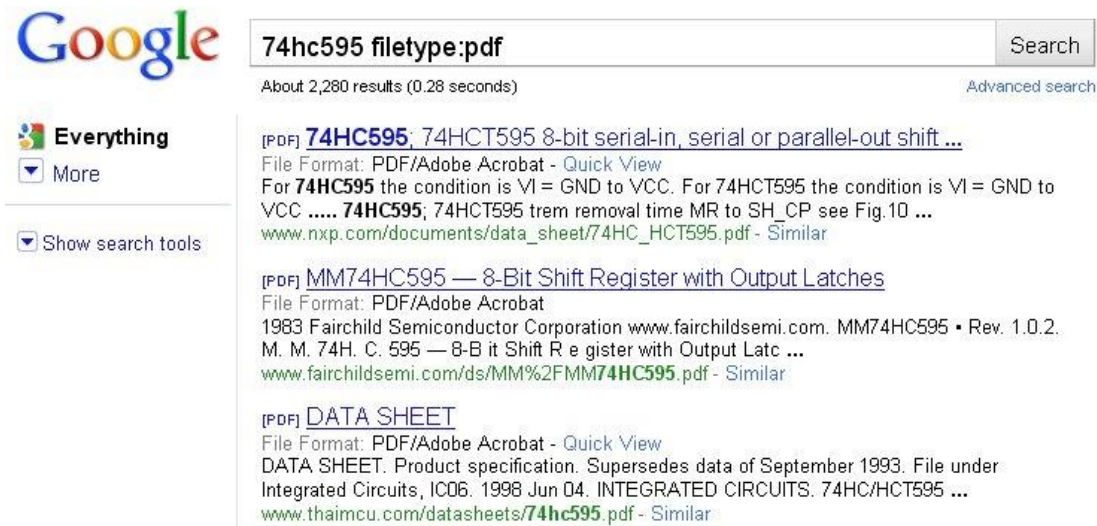 Google
74hc595 filetype:pdf
Search
About 2,280 results (0.28 seconds)
Advanced search
Everything
More
Show search tools
[PDF] 74HC595; 74HCT595 8-bit serial-in, serial or parallel-out shift ...
File Format: PDF/Adobe Acrobat - Quick View
For 74HC595 the condition is VI = GND to VCC. For 74HCT595 the condition is VI = GND to
VCC ..... 74HC595; 74HCT595 trem removal time MR to SH_CP see Fig.10 ...
www.nxp.com/documents/data_sheet/74HC_HCT595.pdf - Similar
[PDF] MM74HC595 — 8-Bit Shift Register with Output Latches
File Format: PDF/Adobe Acrobat
1983 Fairchild Semiconductor Corporation www.fairchildsemi.com. MM74HC595 • Rev. 1.0.2.
M. M. 74H. C. 595 — 8-B it Shift R e gister with Output Latc ...
www.fairchildsemi.com/ds/MM%2FMM74HC595.pdf - Similar
[PDF] DATA SHEET
File Format: PDF/Adobe Acrobat - Quick View
DATA SHEET. Product specification. Supersedes data of September 1993. File under
Integrated Circuits, IC06. 1998 Jun 04. INTEGRATED CIRCUITS. 74HC/HCT595 ...
www.thaimcu.com/datasheets/74hc595.pdf - Similar